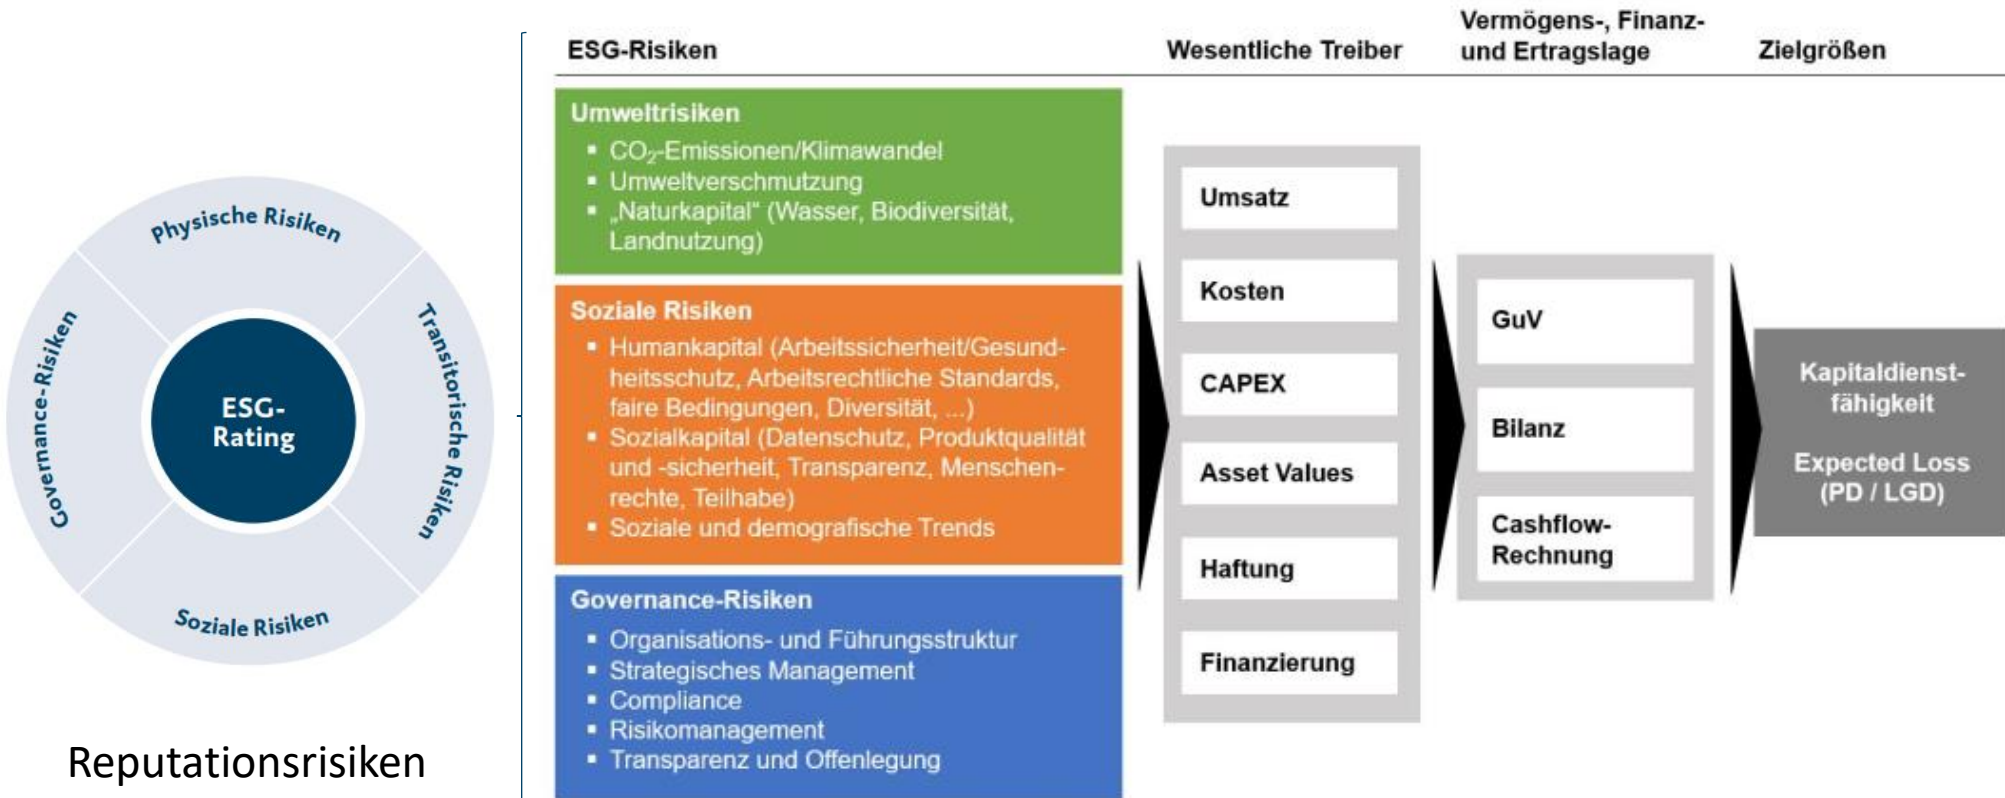 Physische Risiken
Transitorische Risiken
Governance-Risiken
Soziale Risiken
ESG-
Rating
Reputationsrisiken
ESG-Risiken
Wesentliche Treiber
Vermögens-, Finanz-
und Ertragslage
Zielgrößen
Umweltrisiken
▪ CO₂-Emissionen/Klimawandel
▪ Umweltverschmutzung
▪ „Naturkapital“ (Wasser, Biodiversität,
Landnutzung)
Soziale Risiken
▪ Humankapital (Arbeitssicherheit/Gesund-
heitsschutz, Arbeitsrechtliche Standards,
faire Bedingungen, Diversität, ...)
▪ Sozialkapital (Datenschutz, Produktqualität
und -sicherheit, Transparenz, Menschen-
rechte, Teilhabe)
▪ Soziale und demografische Trends
Governance-Risiken
▪ Organisations- und Führungsstruktur
▪ Strategisches Management
▪ Compliance
▪ Risikomanagement
▪ Transparenz und Offenlegung
Umsatz
Kosten
CAPEX
Asset Values
Haftung
Finanzierung
GuV
Bilanz
Cashflow-
Rechnung
Kapitaldienst-
fähigkeit
Expected Loss
(PD / LGD)